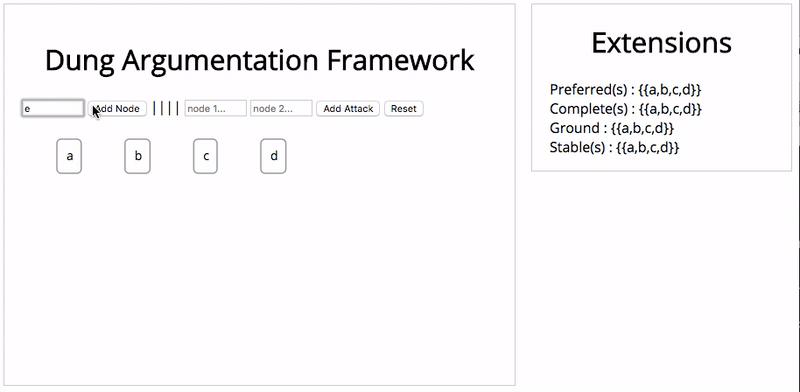 Dung Argumentation Framework
e Add Node |||| node 1... node 2... Add Attack Reset
a b c d
Extensions
Preferred(s) : {{a,b,c,d}}
Complete(s) : {{a,b,c,d}}
Ground : {{a,b,c,d}}
Stable(s) : {{a,b,c,d}}